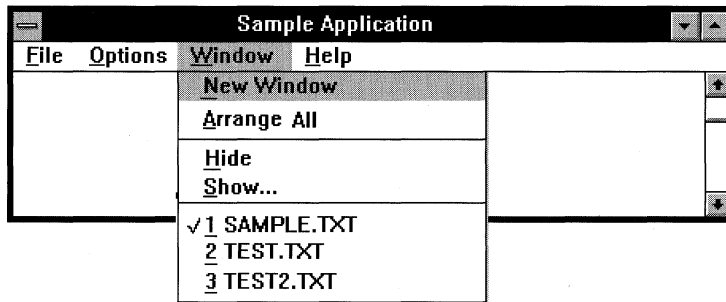 Sample Application
File Options Window Help
New Window
Arrange All
Hide
Show...
√1 SAMPLE.TXT
2 TEST.TXT
3 TEST2.TXT